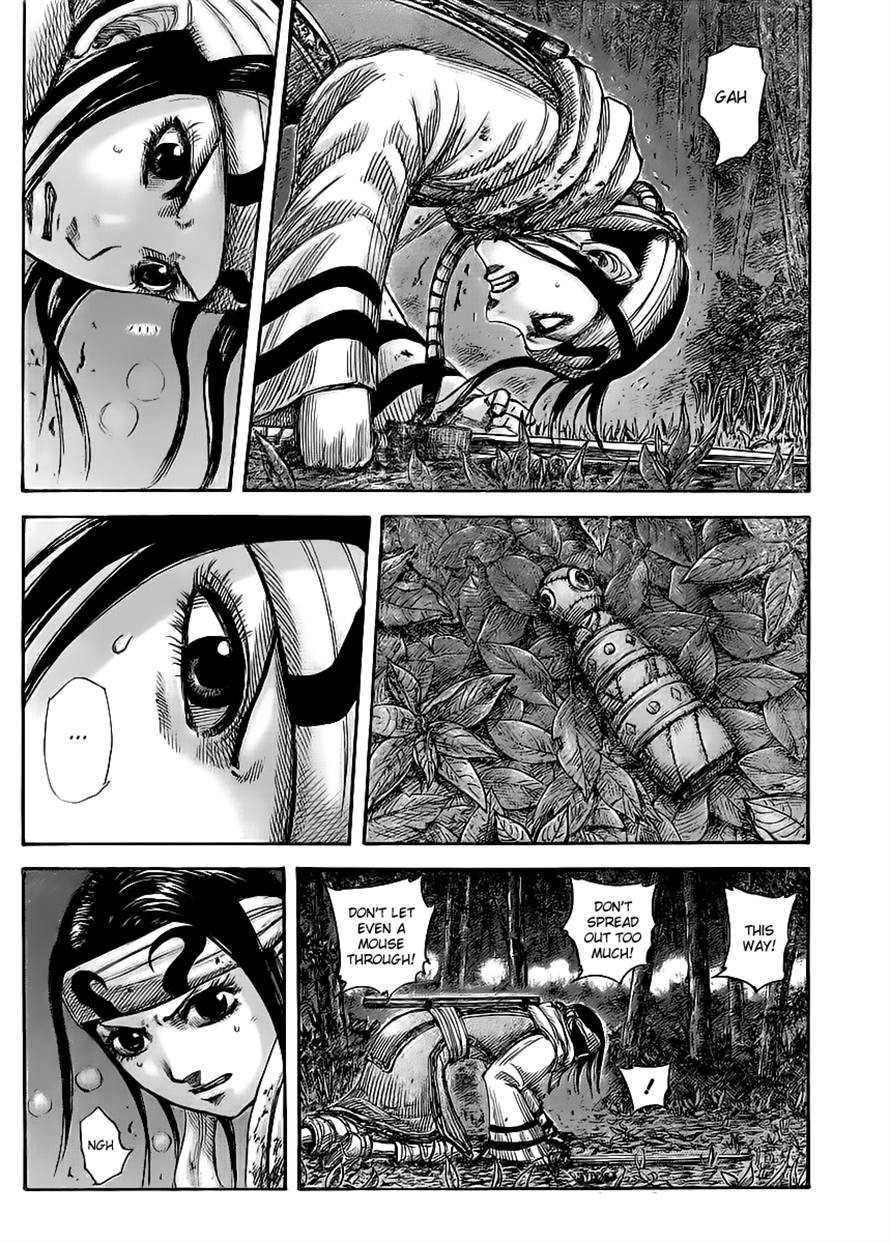 GAH
...
THIS
WAY!
DON'T
SPREAD
OUT TOO
MUCH!
DON'T LET
EVEN A
MOUSE
THROUGH!
!
NGH